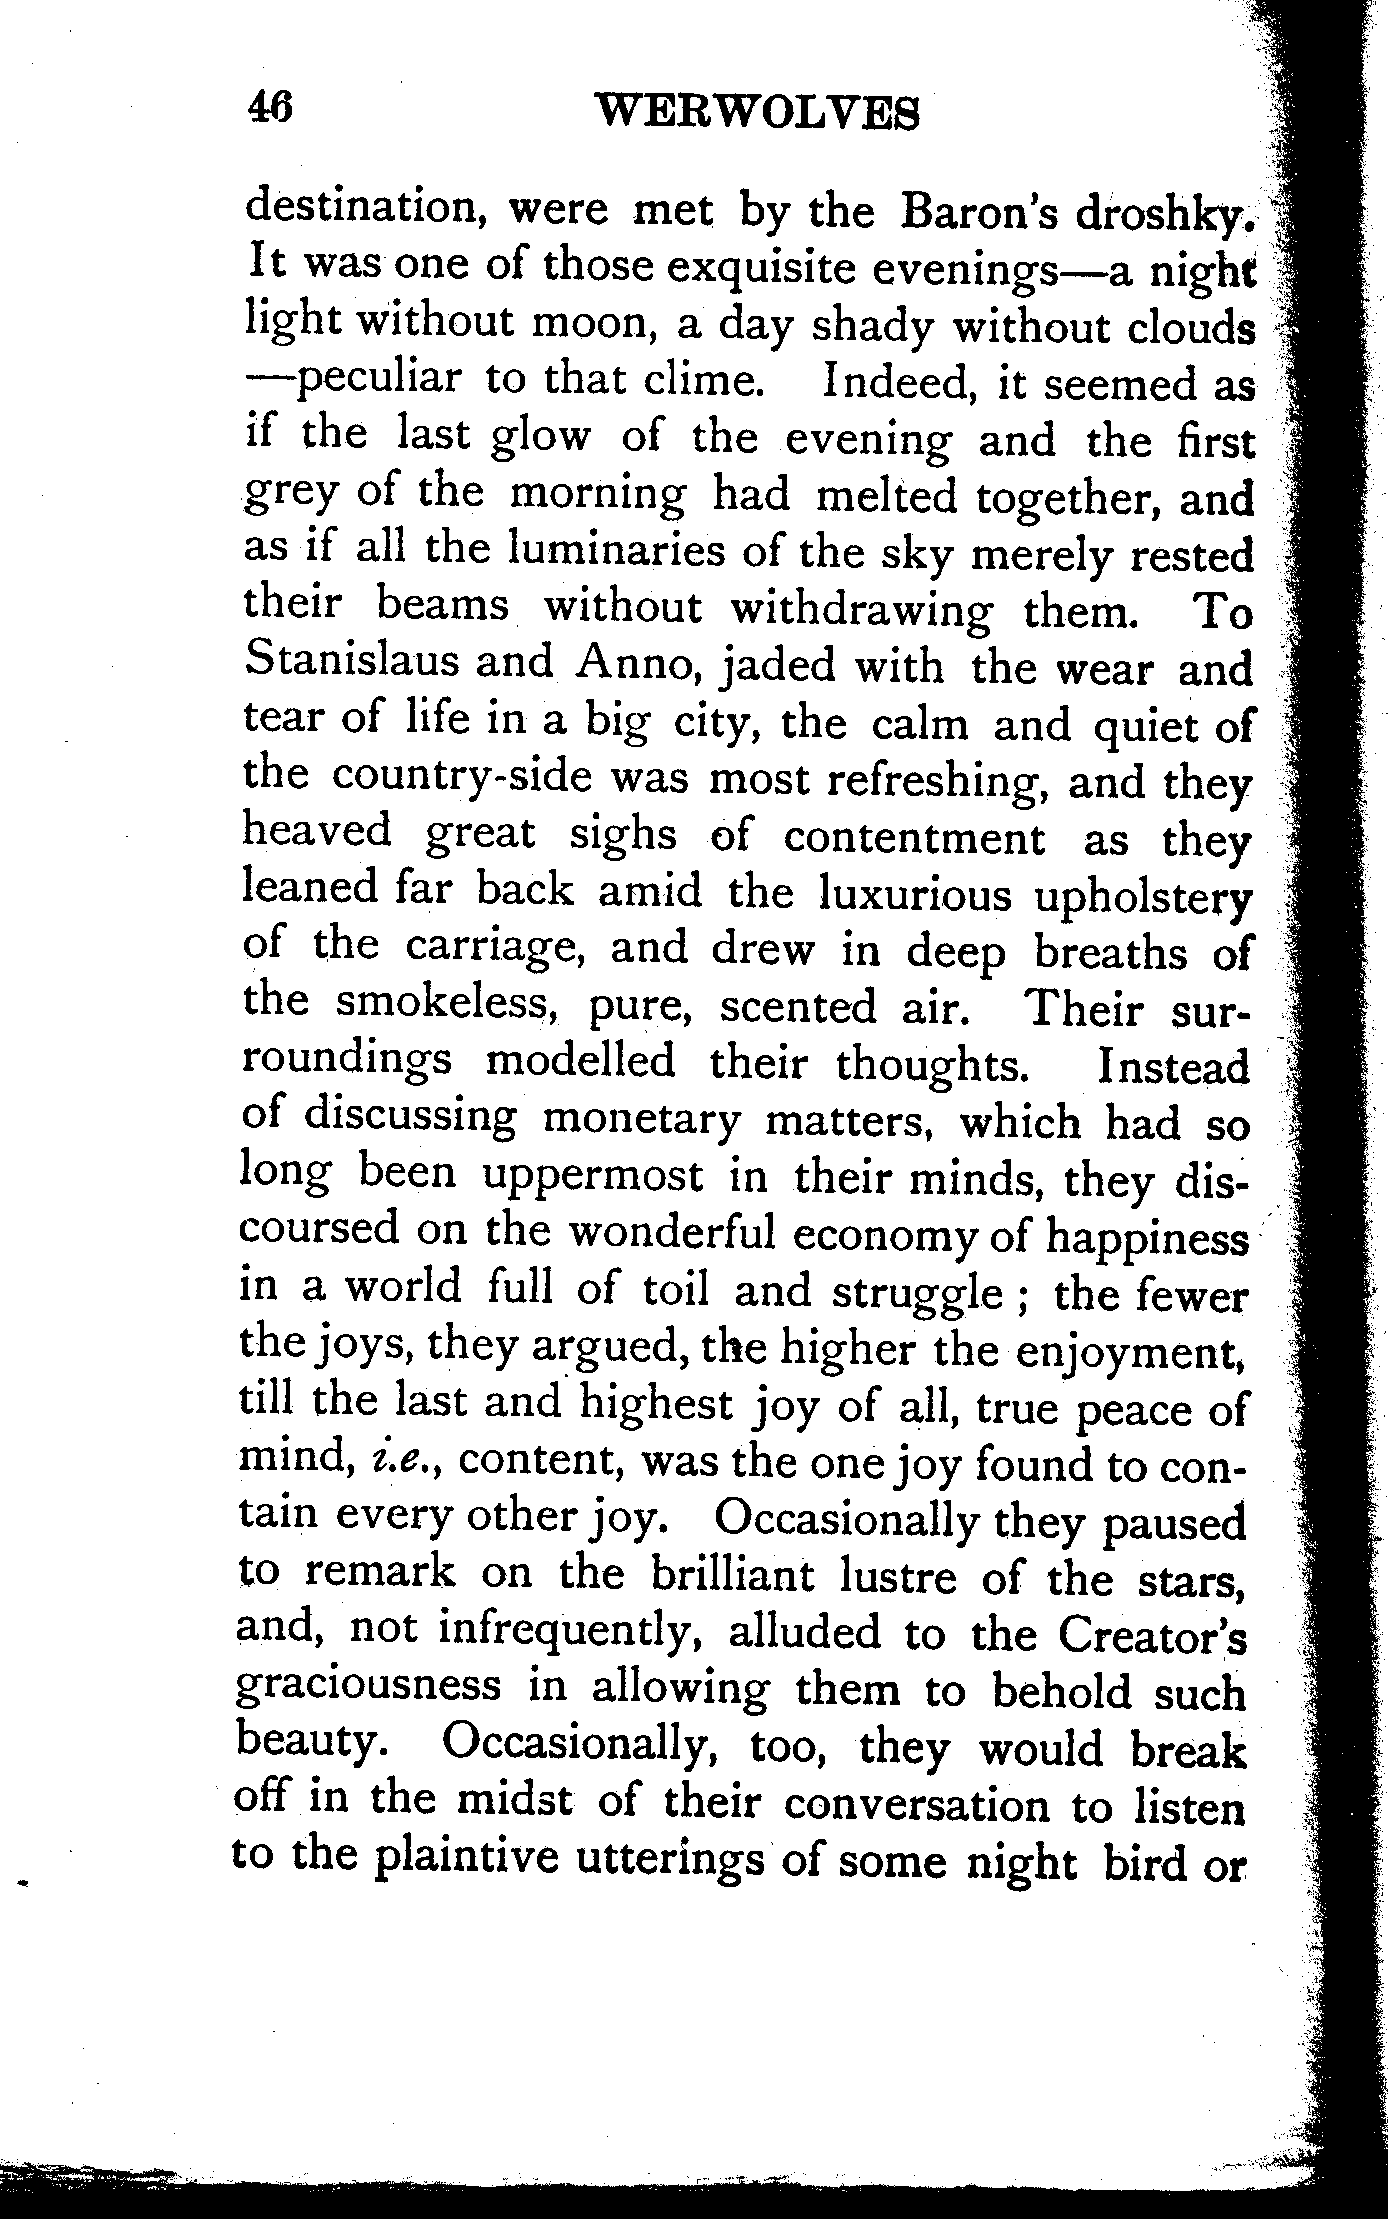 46 WERWOLVES
destination, were met by the Baron's droshky.
It was one of those exquisite evenings—a night
light without moon, a day shady without clouds
—peculiar to that clime. Indeed, it seemed as
if the last glow of the evening and the first
grey of the morning had melted together, and
as if all the luminaries of the sky merely rested
their beams without withdrawing them. To
Stanislaus and Anno, jaded with the wear and
tear of life in a big city, the calm and quiet of
the country-side was most refreshing, and they
heaved great sighs of contentment as they
leaned far back amid the luxurious upholstery
of the carriage, and drew in deep breaths of
the smokeless, pure, scented air. Their sur-
roundings modelled their thoughts. Instead
of discussing monetary matters, which had so
long been uppermost in their minds, they dis-
coursed on the wonderful economy of happiness
in a world full of toil and struggle ; the fewer
the joys, they argued, the higher the enjoyment,
till the last and highest joy of all, true peace of
mind, i.e., content, was the one joy found to con-
tain every other joy. Occasionally they paused
to remark on the brilliant lustre of the stars,
and, not infrequently, alluded to the Creator's
graciousness in allowing them to behold such
beauty. Occasionally, too, they would break
off in the midst of their conversation to listen
to the plaintive utterings of some night bird or